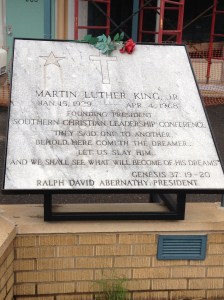 MARTIN LUTHER KING, JR.
JAN. 15, 1929 - APR. 4, 1968
FOUNDING PRESIDENT
SOUTHERN CHRISTIAN LEADERSHIP CONFERENCE
THEY SAID ONE TO ANOTHER,
BEHOLD HERE COMETH THE DREAMER...
LET US SLAY HIM...
AND WE SHALL SEE WHAT WILL BECOME OF HIS DREAMS"
GENESIS 37. 19-20
RALPH DAVID ABERNATHY PRESIDENT